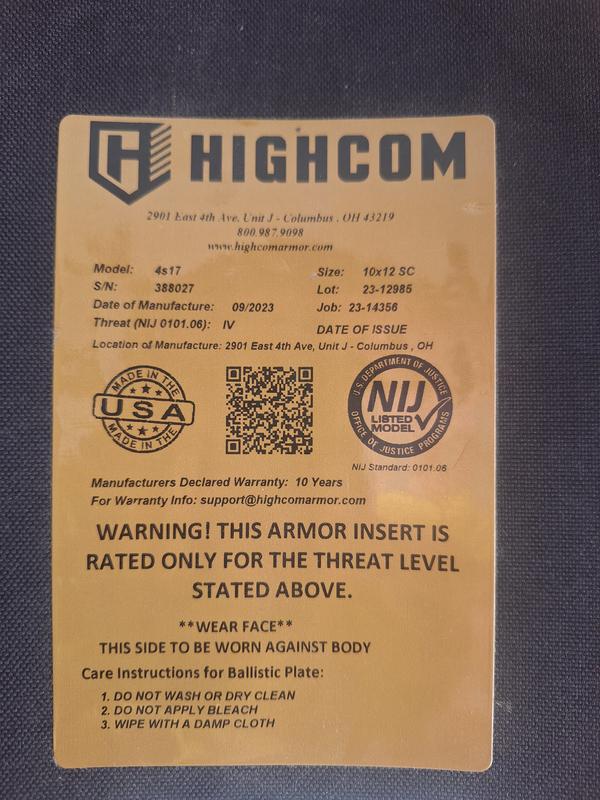 H HIGHCOM
2901 East 4th Ave. Unit J - Columbus . OH 43219
800.987.9098
www.highcomarmor.com
Model: 4s17 Size: 10x12 SC
S/N: 388027 Lot: 23-12985
Date of Manufacture: 09/2023 Job: 23-14356
Threat (NIJ 0101.06): IV DATE OF ISSUE
Location of Manufacture: 2901 East 4th Ave, Unit J - Columbus , OH
MADE IN THE
USA
MADE IN THE
U.S. DEPARTMENT OF JUSTICE
NIJ
LISTED
MODEL
OFFICE OF JUSTICE PROGRAMS
NIJ Standard: 0101.06
Manufacturers Declared Warranty: 10 Years
For Warranty Info: support@highcomarmor.com
WARNING! THIS ARMOR INSERT IS
RATED ONLY FOR THE THREAT LEVEL
STATED ABOVE.
**WEAR FACE**
THIS SIDE TO BE WORN AGAINST BODY
Care Instructions for Ballistic Plate:
1. DO NOT WASH OR DRY CLEAN
2. DO NOT APPLY BLEACH
3. WIPE WITH A DAMP CLOTH